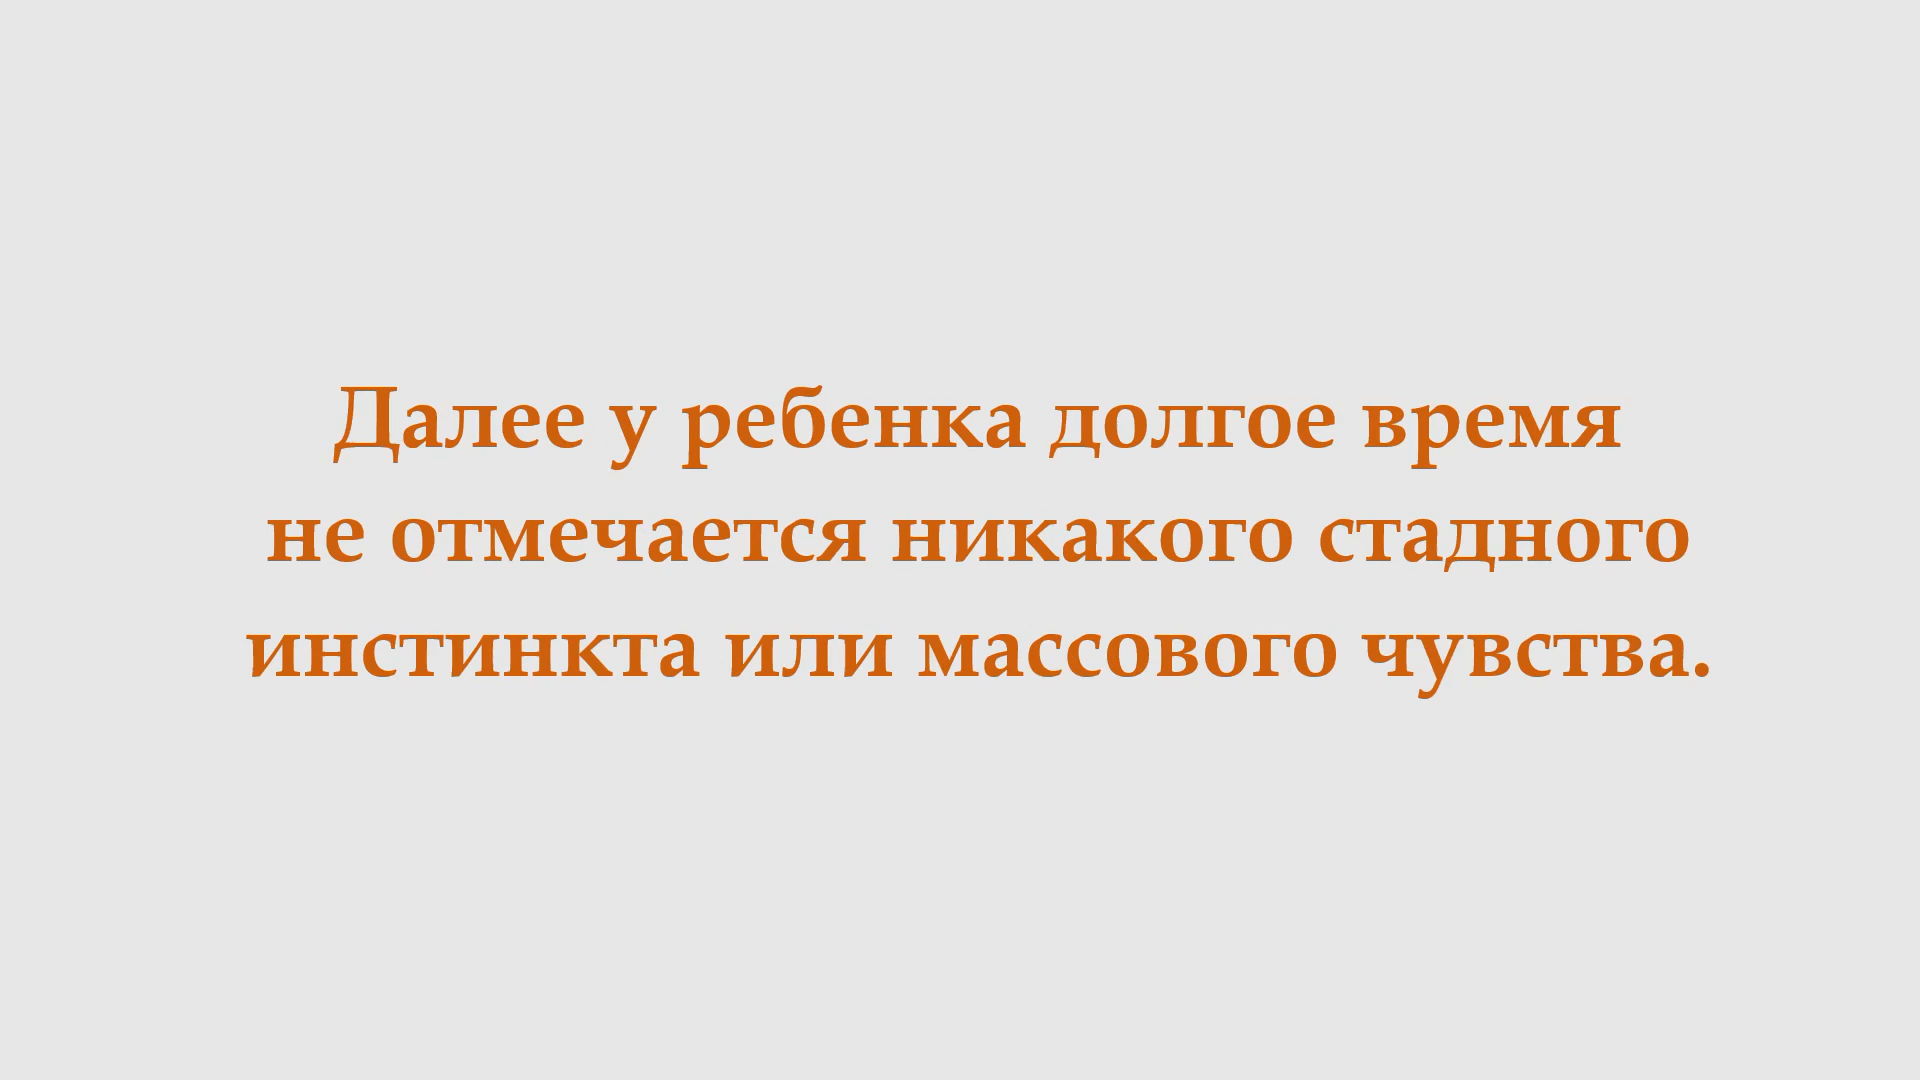 Далее у ребенка долгое время
не отмечается никакого стадного
инстинкта или массового чувства.